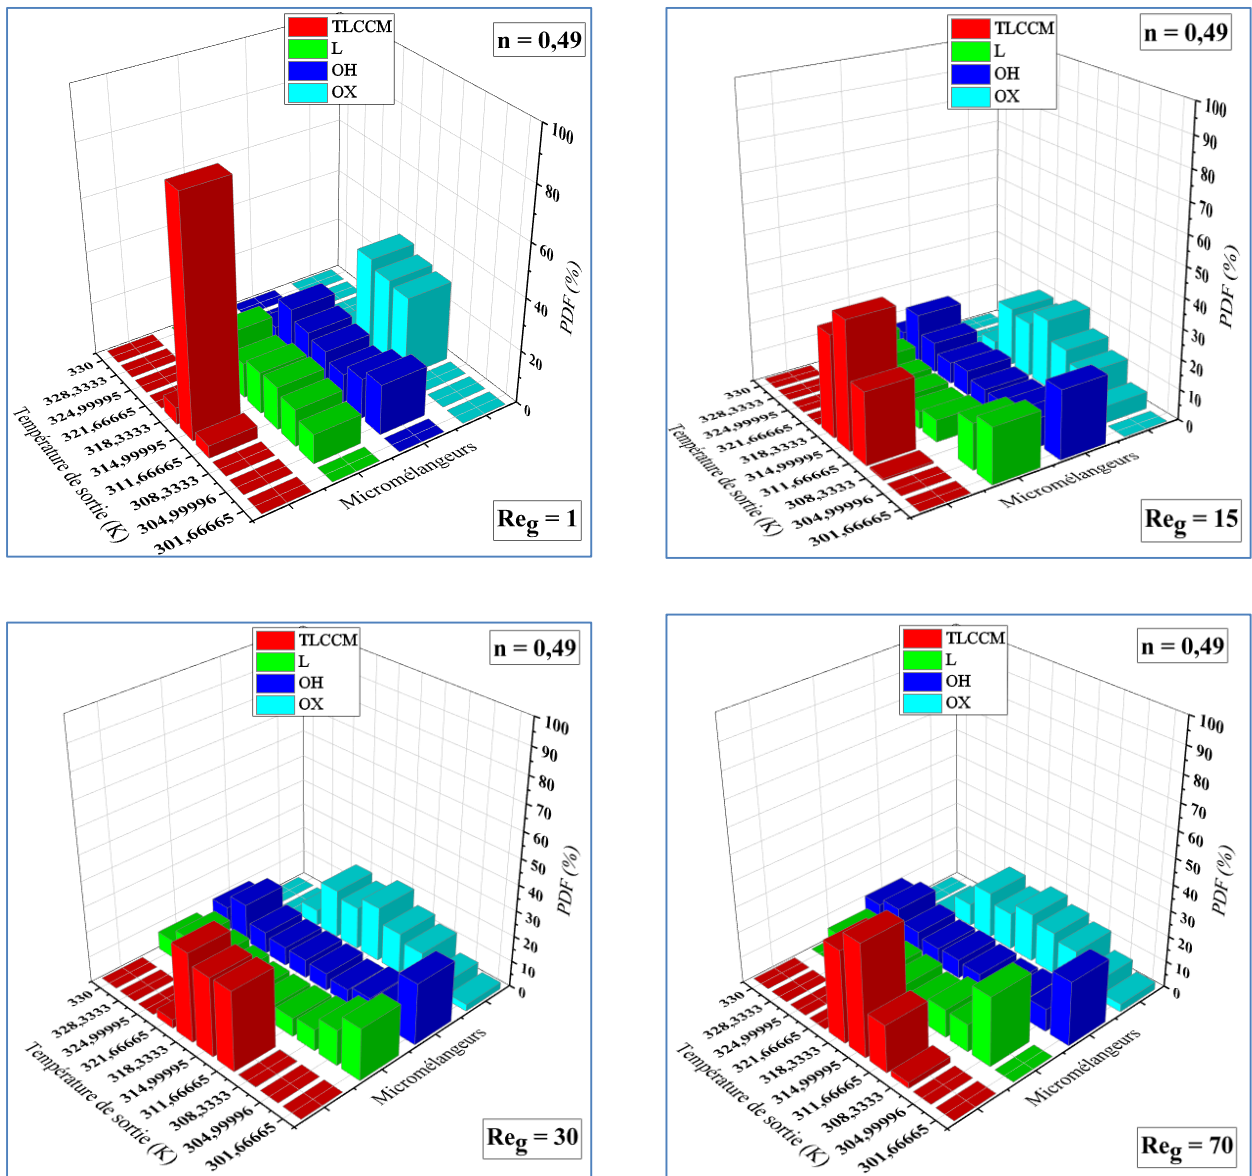 TLCCM
L
OH
OX
n = 0,49
100
80
60
40
20
0
PDF (%)
330
328,3333
324,99995
321,66665
318,3333
314,99995
311,66665
308,3333
304,99996
301,66665
Température de sortie (K)
Micromélangeurs
Reg = 1
TLCCM
L
OH
OX
n = 0,49
100
90
80
70
60
50
40
30
20
10
0
PDF (%)
330
328,3333
324,99995
321,66665
318,3333
314,99995
311,66665
308,3333
304,99996
301,66665
Température de sortie (K)
Micromélangeurs
Reg = 15
TLCCM
L
OH
OX
n = 0,49
100
90
80
70
60
50
40
30
20
10
0
PDF (%)
330
328,3333
324,99995
321,66665
318,3333
314,99995
311,66665
308,3333
304,99996
301,66665
Température de sortie (K)
Micromélangeurs
Reg = 30
TLCCM
L
OH
OX
n = 0,49
100
90
80
70
60
50
40
30
20
10
0
PDF (%)
330
328,3333
324,99995
321,66665
318,3333
314,99995
311,66665
308,3333
304,99996
301,66665
Température de sortie (K)
Micromélangeurs
Reg = 70